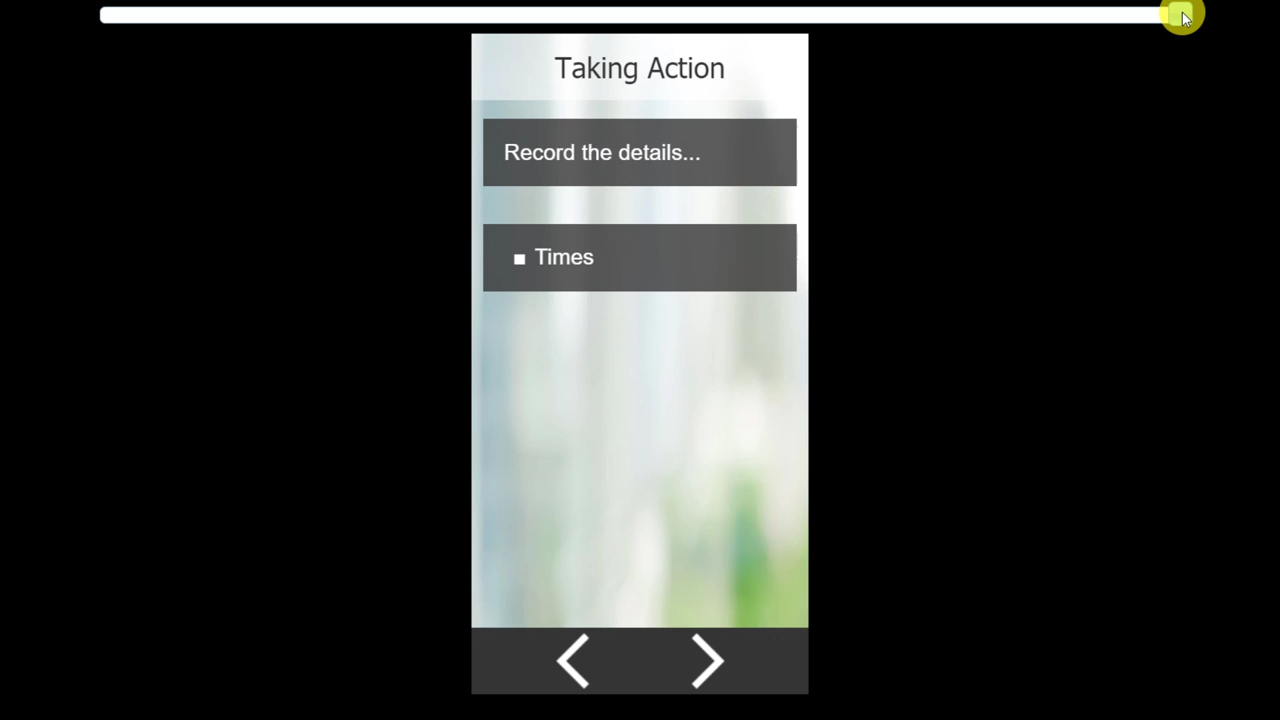 Taking Action
Record the details...
■ Times